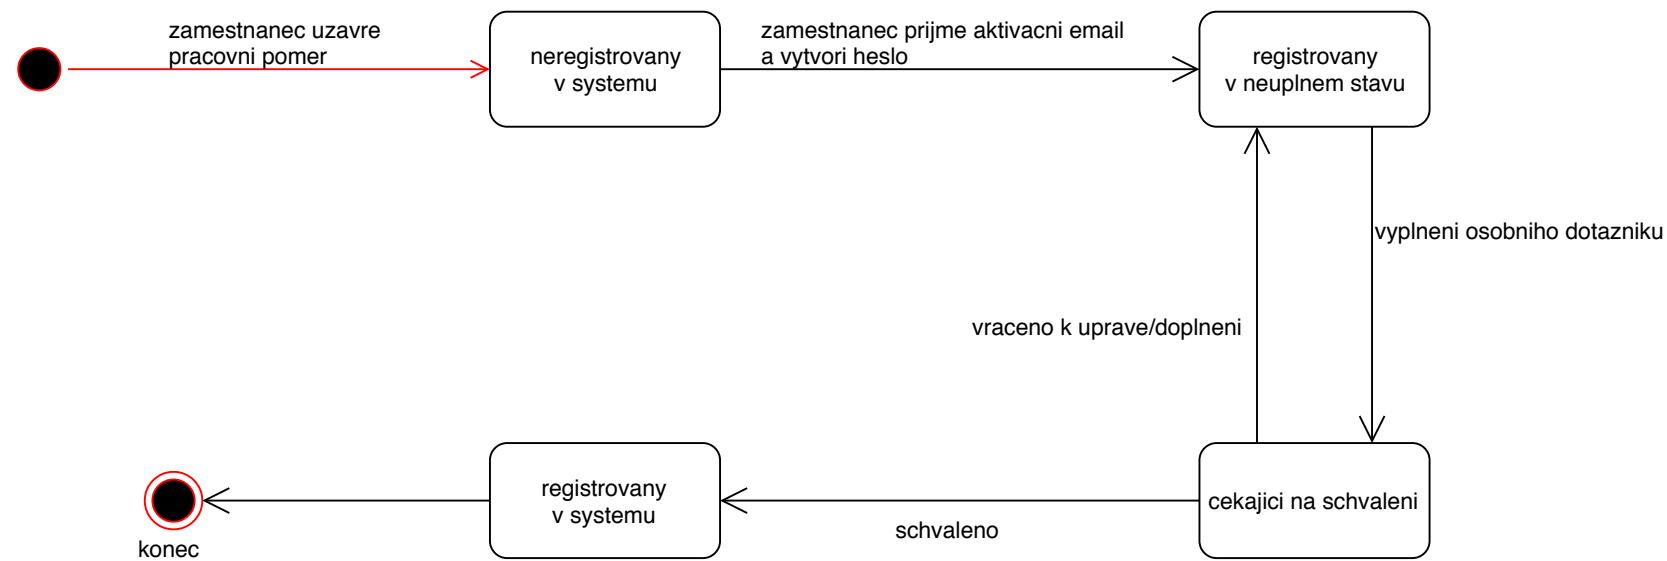 zamestnanec uzavre
pracovni pomer
neregistrovany
v systemu
zamestnanec prijme aktivacni email
a vytvori heslo
registrovany
v neuplnem stavu
vyplneni osobniho dotazniku
vraceno k uprave/doplneni
cekajici na schvaleni
schvaleno
registrovany
v systemu
konec